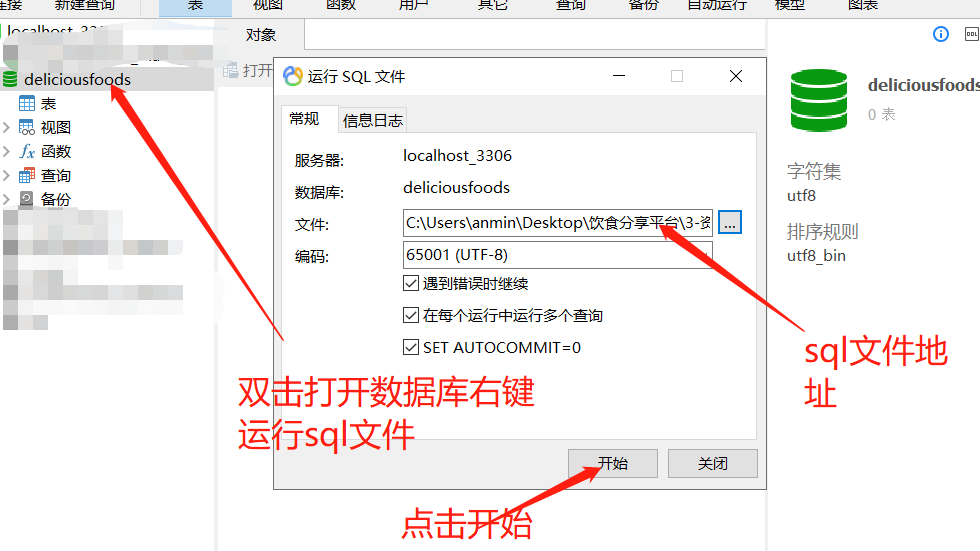 新建查询
表
视图
函数
用户
其它
查询
备份
自动运行
模型
图表
对象
deliciousfoods
打开
表
视图
函数
查询
备份
运行 SQL 文件
常规
信息日志
服务器:
localhost_3306
数据库:
deliciousfoods
文件:
C:\Users\anmin\Desktop\饮食分享平台\3-资
...
编码:
65001 (UTF-8)
遇到错误时继续
在每个运行中运行多个查询
SET AUTOCOMMIT=0
开始
关闭
双击打开数据库右键
运行sql文件
点击开始
sql文件地
址
DDL
deliciousfoods
0 表
字符集
utf8
排序规则
utf8_bin